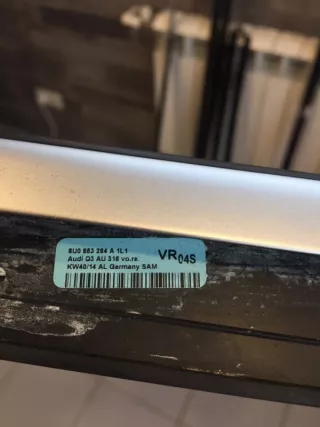 8U0 853 284 A 1L1
Audi Q3 AU 316 vo.re.
KW40/14 AL Germany SAM
VR04S